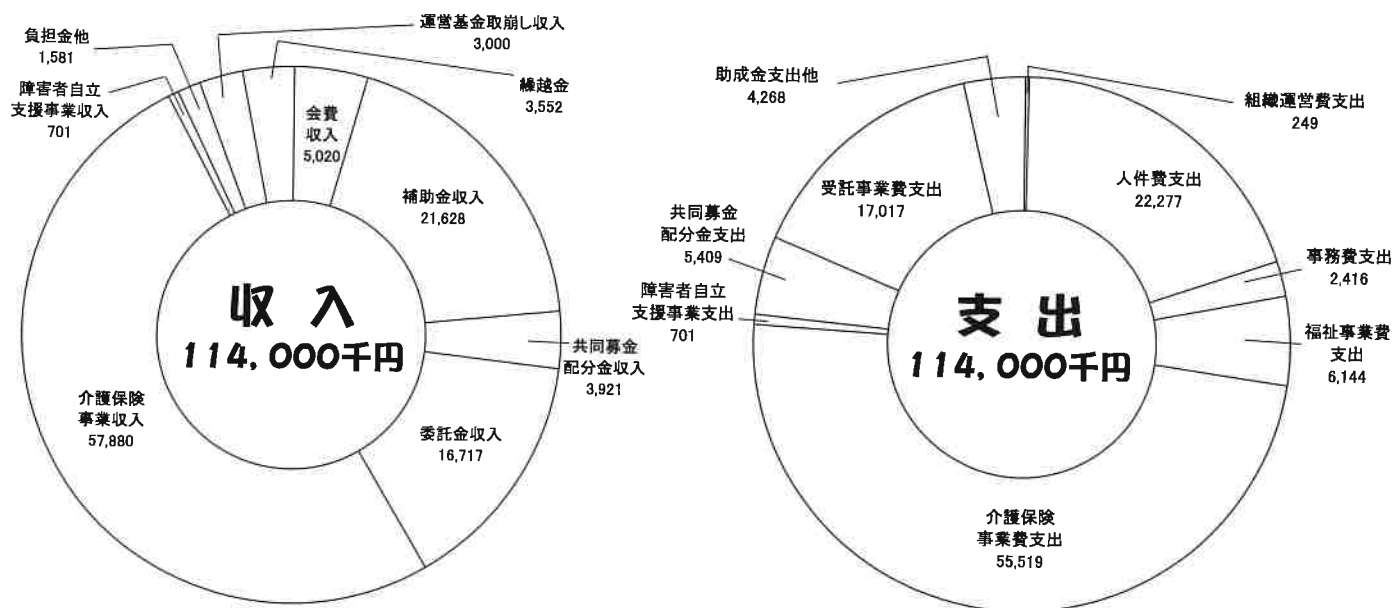 運営基金取崩し収入
3,000
負担金他
1,581
障害者自立
支援事業収入
701
繰越金
3,552
会費
収入
5,020
補助金収入
21,628
共同募金
配分金収入
3,921
委託金収入
16,717
介護保険
事業収入
57,880
収 入
114,000千円
助成金支出他
4,268
組織運営費支出
249
人件費支出
22,277
事務費支出
2,416
福祉事業費
支出
6,144
介護保険
事業費支出
55,519
障害者自立
支援事業支出
701
共同募金
配分金支出
5,409
受託事業費支出
17,017
支 出
114,000千円